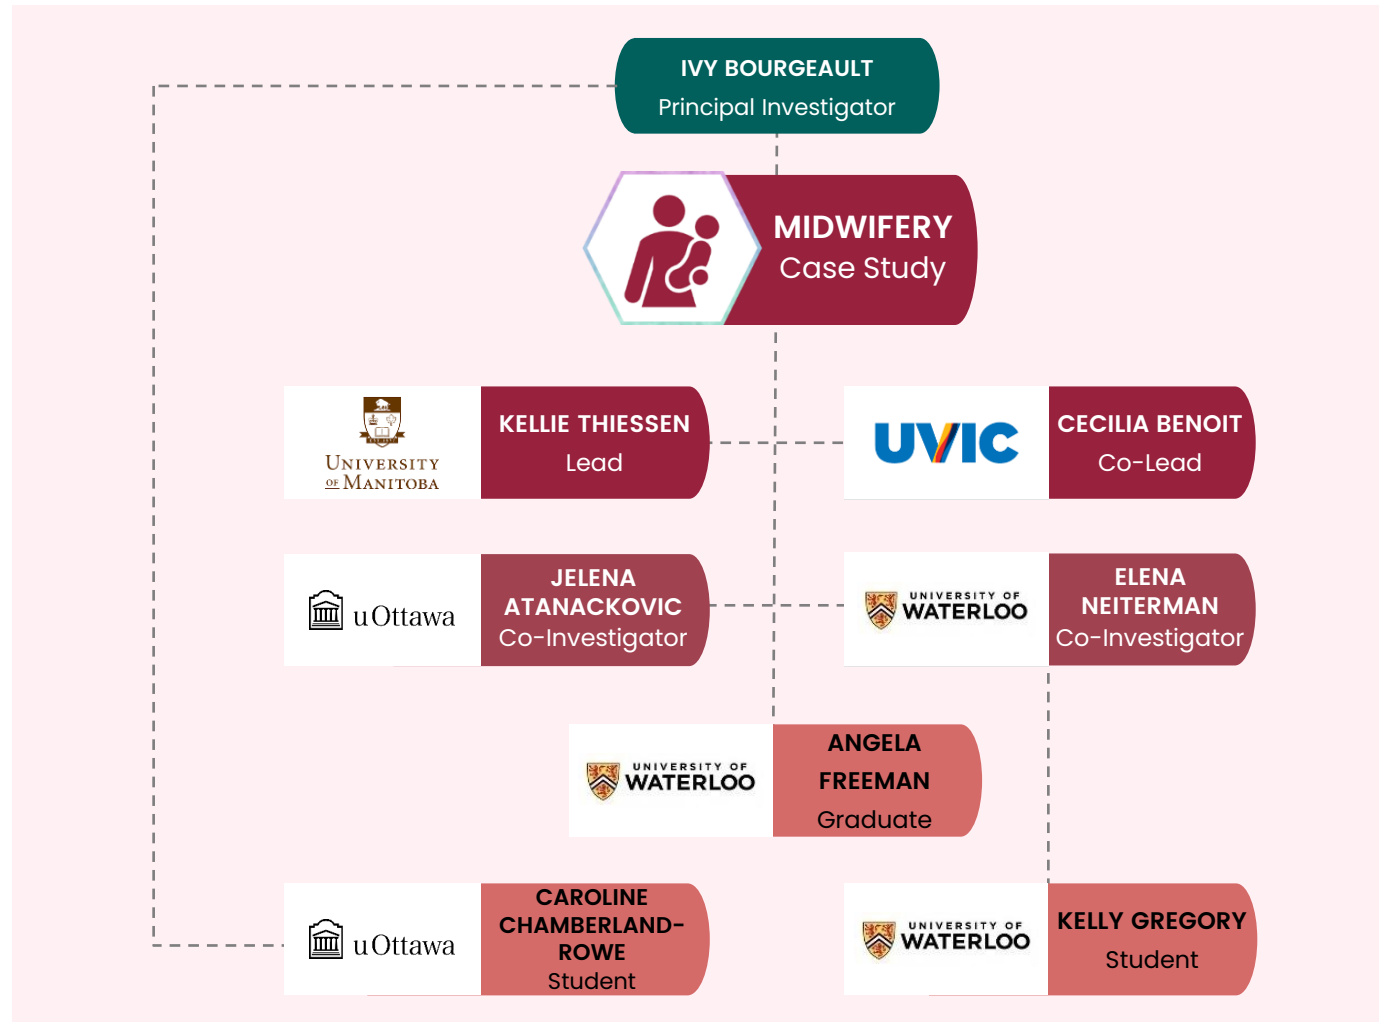 IVY BOURGEAULT
Principal Investigator
MIDWIFERY
Case Study
UNIVERSITY
OF MANITOBA
KELLIE THIESSEN
Lead
UVIC
CECILIA BENOIT
Co-Lead
uOttawa
JELENA
ATANACKOVIC
Co-Investigator
UNIVERSITY OF
WATERLOO
ELENA
NEITERMAN
Co-Investigator
UNIVERSITY OF
WATERLOO
ANGELA
FREEMAN
Graduate
uOttawa
CAROLINE
CHAMBERLAND-
ROWE
Student
UNIVERSITY OF
WATERLOO
KELLY GREGORY
Student